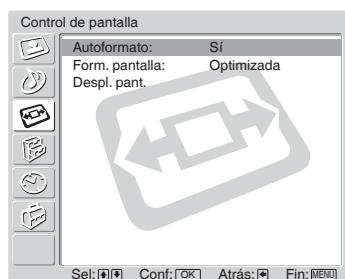 Control de pantalla
Autoformato: Sí
Form. pantalla: Optimizada
Despl. pant.
Sel: Conf: OK Atrás: Fin: MENU